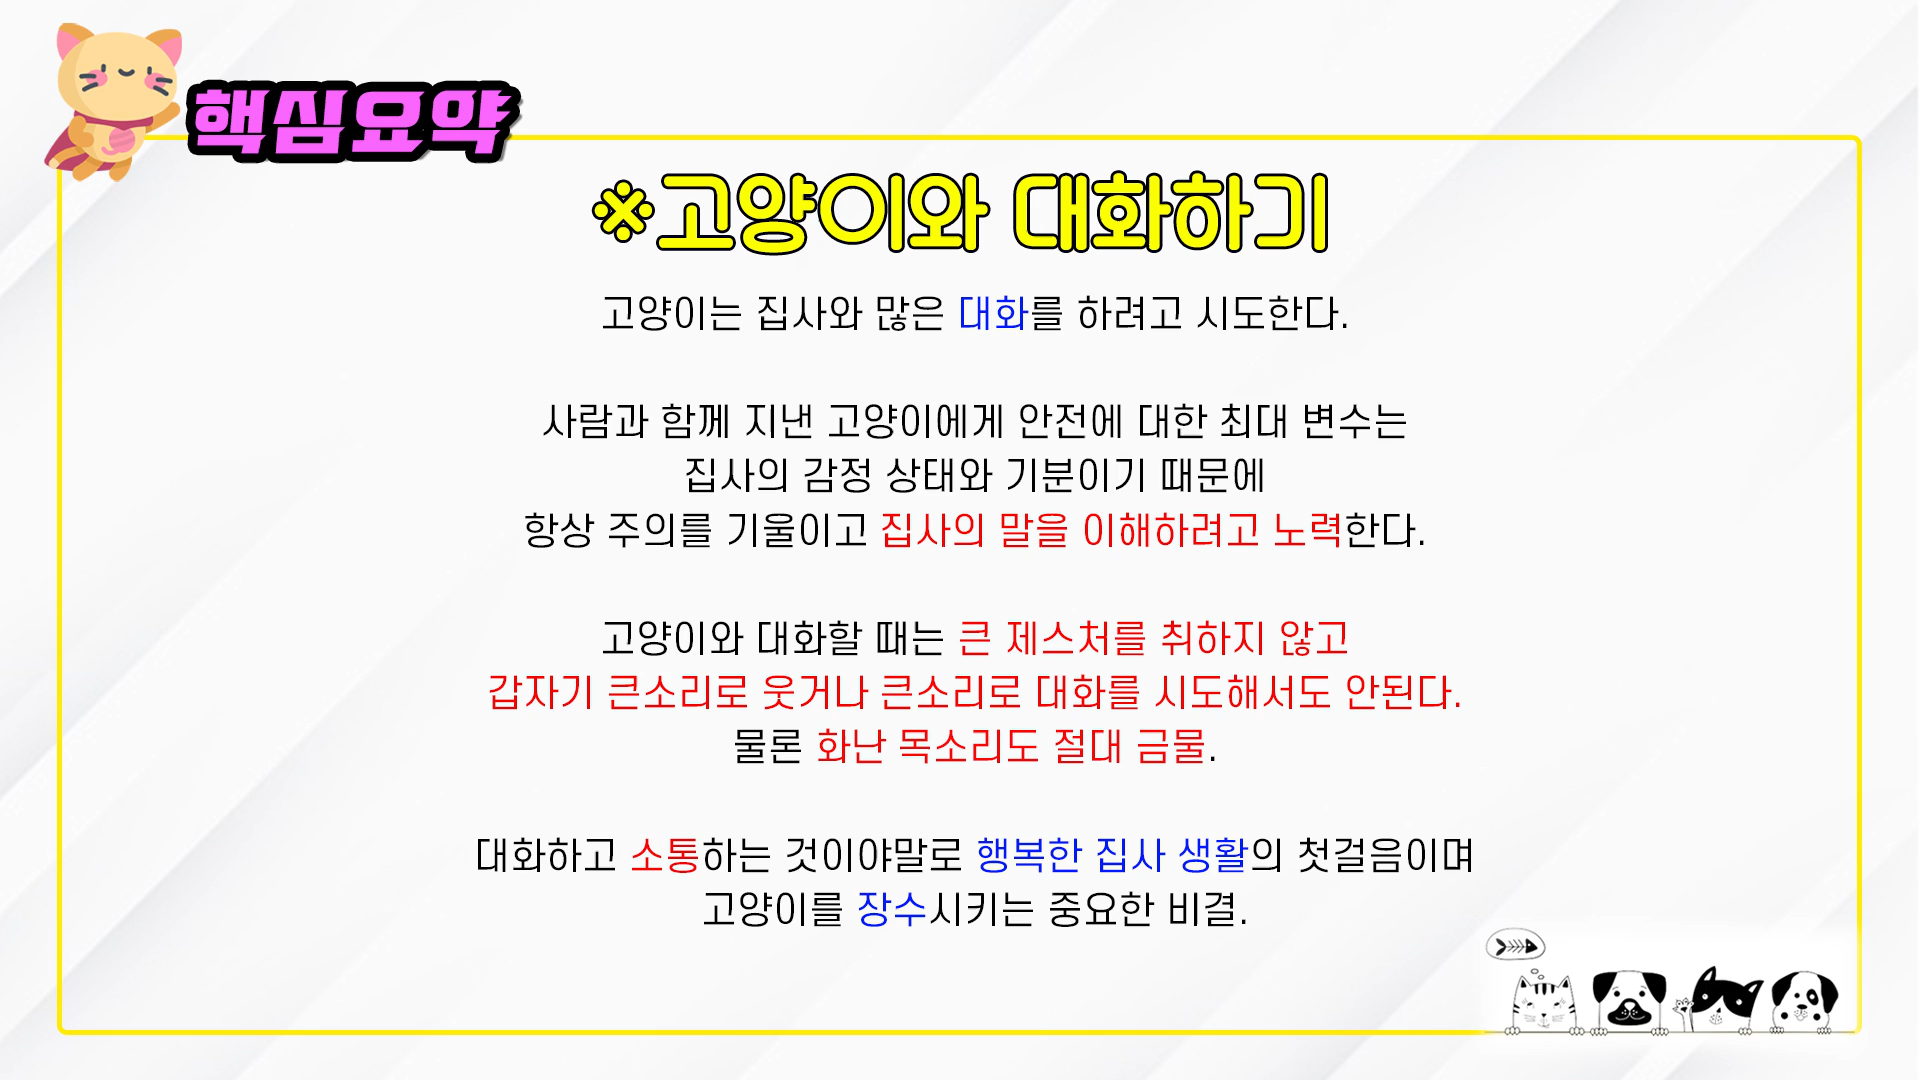 핵심요약
※고양이와 대화하기
고양이는 집사와 많은 대화를 하려고 시도한다.
사람과 함께 지낸 고양이에게 안전에 대한 최대 변수는
집사의 감정 상태와 기분이기 때문에
항상 주의를 기울이고 집사의 말을 이해하려고 노력한다.
고양이와 대화할 때는 큰 제스처를 취하지 않고
갑자기 큰소리로 웃거나 큰소리로 대화를 시도해서도 안된다.
물론 화난 목소리도 절대 금물.
대화하고 소통하는 것이야말로 행복한 집사 생활의 첫걸음이며
고양이를 장수시키는 중요한 비결.